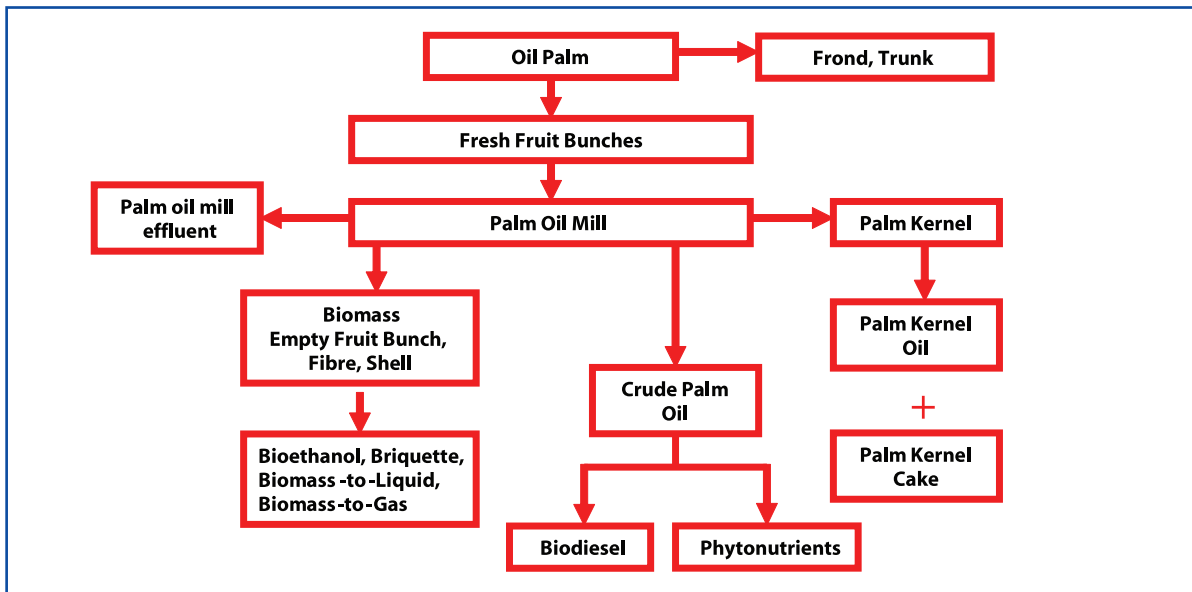 Oil Palm
Frond, Trunk
Fresh Fruit Bunches
Palm oil mill
effluent
Palm Oil Mill
Palm Kernel
Biomass
Empty Fruit Bunch,
Fibre, Shell
Palm Kernel
Oil
Crude Palm
Oil
+
Bioethanol, Briquette,
Biomass-to-Liquid,
Biomass-to-Gas
Palm Kernel
Cake
Biodiesel
Phytonutrients